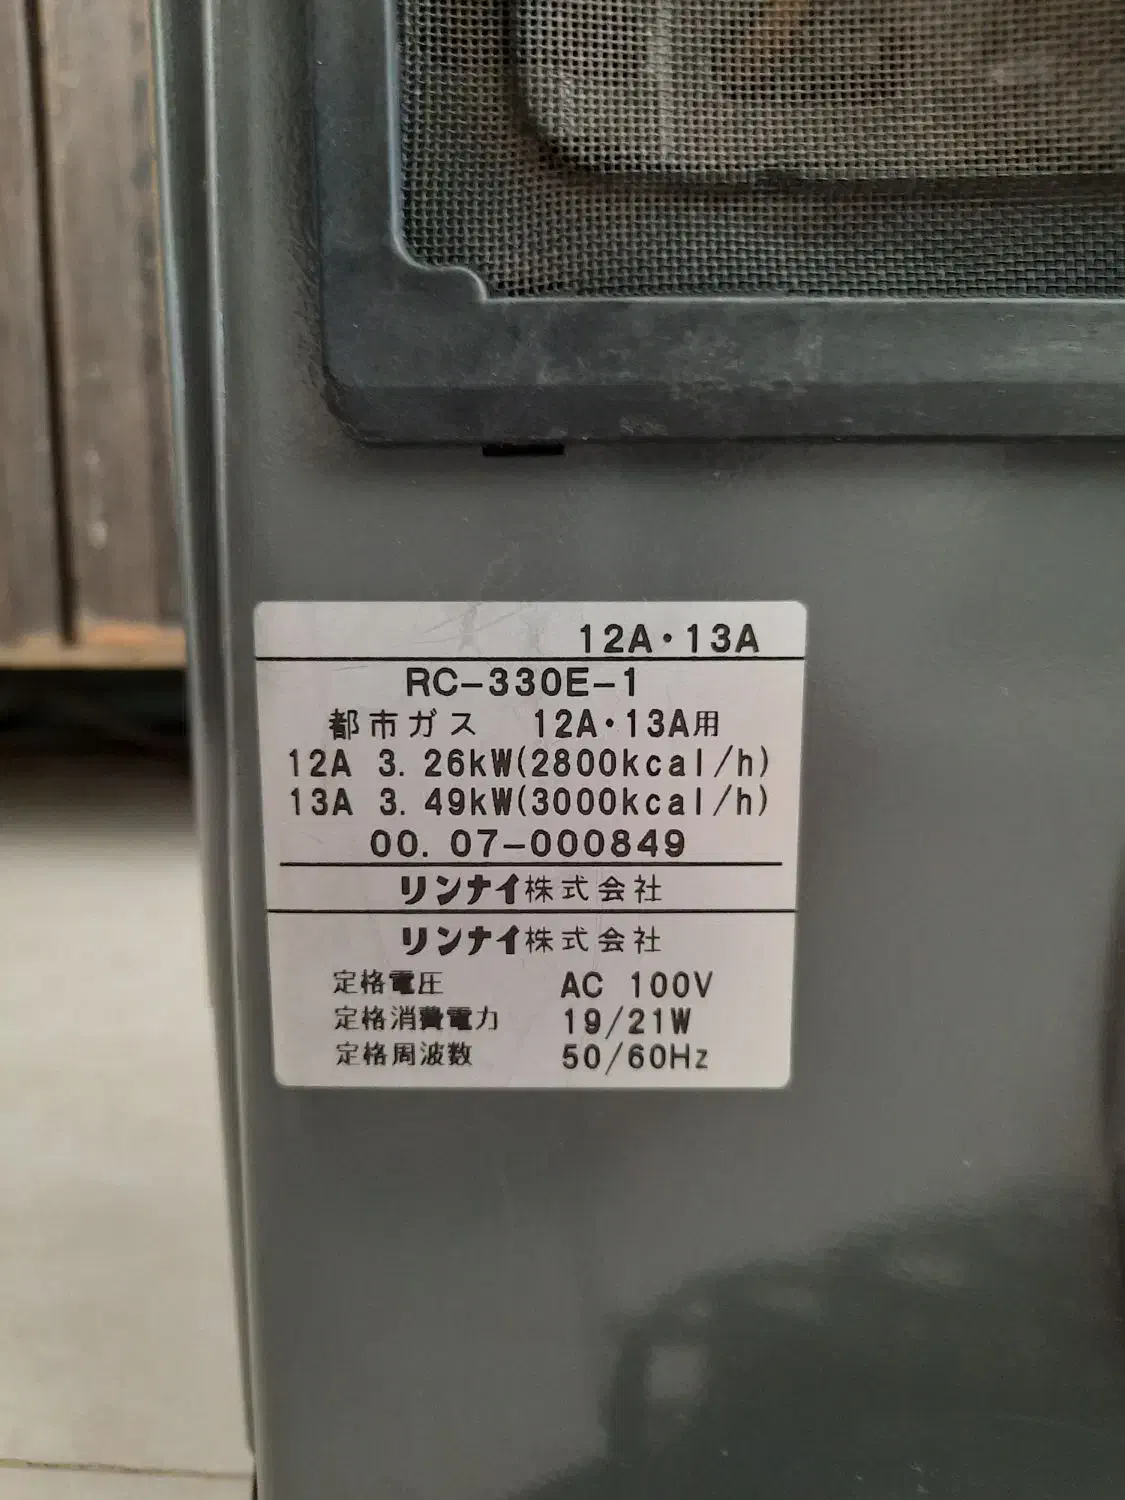 12A・13A
RC-330E-1
都市ガス 12A・13A用
12A 3.26kW(2800kcal/h)
13A 3.49kW(3000kcal/h)
00.07-000849
リンナイ株式会社
リンナイ株式会社
定格電圧 AC 100V
定格消費電力 19/21W
定格周波数 50/60Hz